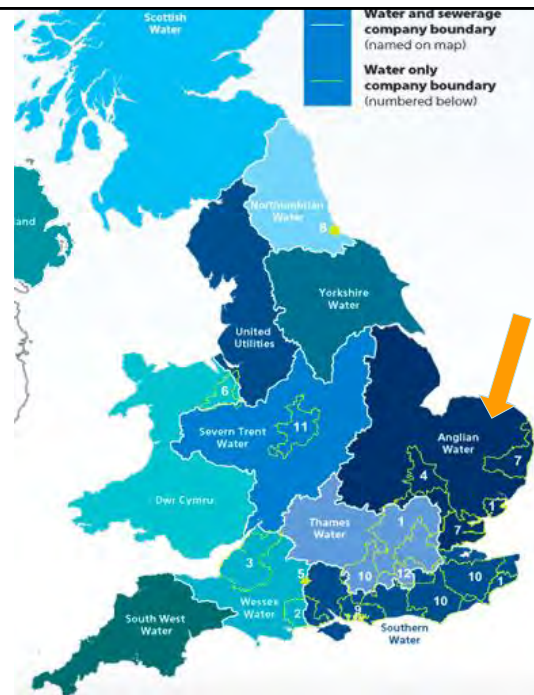 Scottish
Water
Water and sewerage
company boundary
(named on map)
Water only
company boundary
(numbered below)
Northumbrian
Water
8
land
Yorkshire
Water
United
Utilities
6
11
Severn Trent
Water
Anglian
Water
7
4
1
Dwr Cymru
Thames
Water
1
7
3
5
10
12
10
1
Wessex
Water
2
9
10
South West
Water
Southern
Water